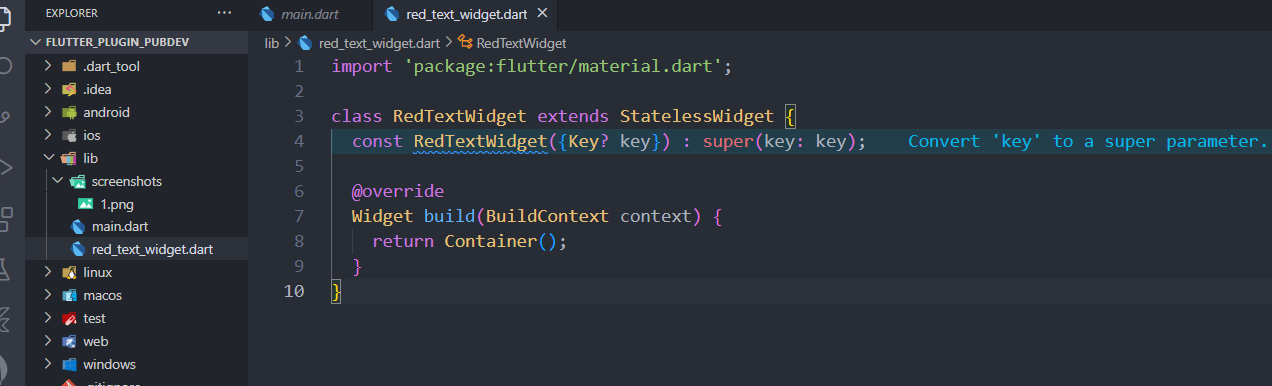 EXPLORER ...
main.dart
red_text_widget.dart
FLUTTER_PLUGIN_PUBDEV
.dart_tool
.idea
android
ios
lib
screenshots
1.png
main.dart
red_text_widget.dart
linux
macos
test
web
windows
.gitignore
lib > red_text_widget.dart > RedTextWidget
1 import 'package:flutter/material.dart';
2
3 class RedTextWidget extends StatelessWidget {
4 const RedTextWidget({Key? key}) : super(key: key); Convert 'key' to a super parameter.
5
6 @override
7 Widget build(BuildContext context) {
8 return Container();
9 }
10 }